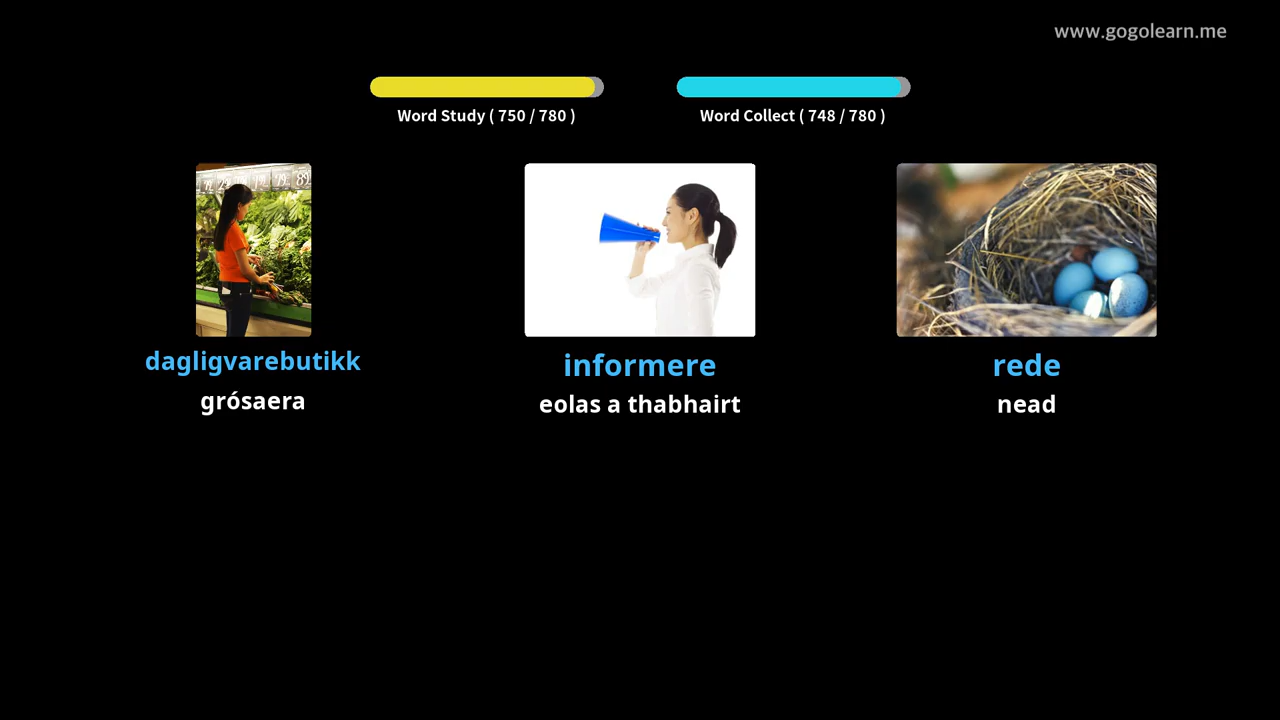 www.gogolearn.me
Word Study ( 750 / 780 )
Word Collect ( 748 / 780 )
dagligvarebutikk
grósaera
informere
eolas a thabhairt
rede
nead